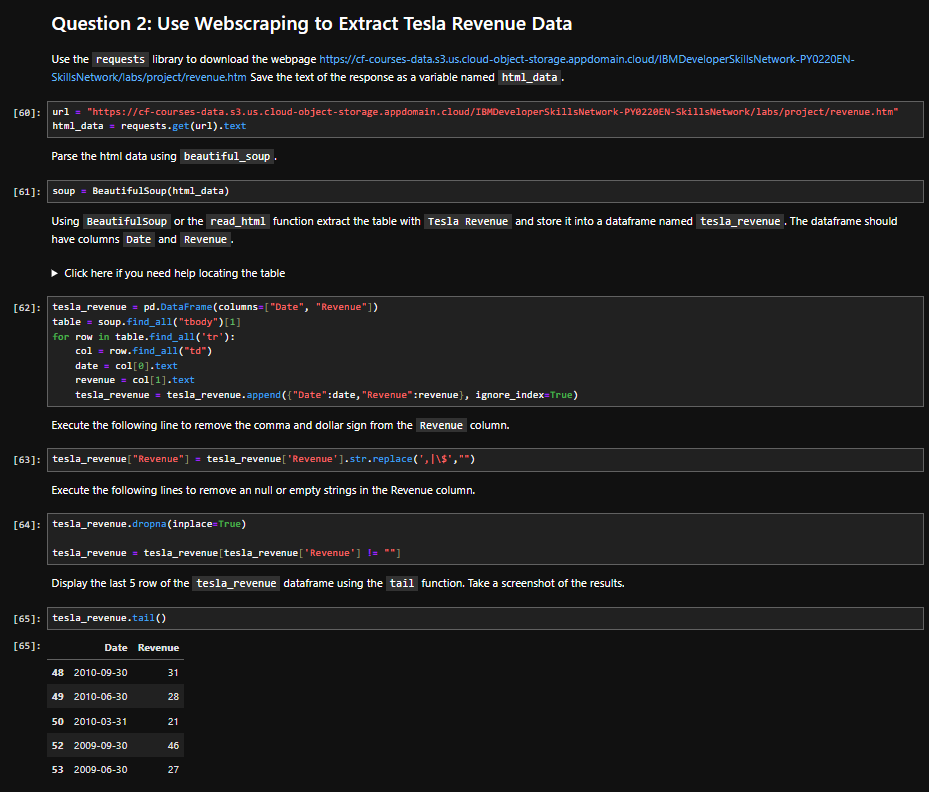 Question 2: Use Webscraping to Extract Tesla Revenue Data
Use the requests library to download the webpage https://cf-courses-data.s3.us.cloud-object-storage.appdomain.cloud/IBMDeveloperSkillsNetwork-PY0220EN-
SkillsNetwork/labs/project/revenue.htm Save the text of the response as a variable named html_data.
[60]: url = "https://cf-courses-data.s3.us.cloud-object-storage.appdomain.cloud/IBMDeveloperSkillsNetwork-PY0220EN-SkillsNetwork/labs/project/revenue.htm"
html_data = requests.get(url).text
Parse the html data using beautiful_soup.
[61]: soup = BeautifulSoup(html_data)
Using BeautifulSoup or the read_html function extract the table with Tesla Revenue and store it into a dataframe named tesla_revenue. The dataframe should
have columns Date and Revenue.
▶ Click here if you need help locating the table
[62]: tesla_revenue = pd.DataFrame(columns=["Date", "Revenue"])
table = soup.find_all("tbody")[1]
for row in table.find_all('tr'):
    col = row.find_all("td")
    date = col[0].text
    revenue = col[1].text
    tesla_revenue = tesla_revenue.append({"Date":date,"Revenue":revenue}, ignore_index=True)
Execute the following line to remove the comma and dollar sign from the Revenue column.
[63]: tesla_revenue["Revenue"] = tesla_revenue['Revenue'].str.replace(',|\$',"")
Execute the following lines to remove an null or empty strings in the Revenue column.
[64]: tesla_revenue.dropna(inplace=True)
tesla_revenue = tesla_revenue[tesla_revenue['Revenue'] != ""]
Display the last 5 row of the tesla_revenue dataframe using the tail function. Take a screenshot of the results.
[65]: tesla_revenue.tail()
[65]: Date Revenue
48 2010-09-30 31
49 2010-06-30 28
50 2010-03-31 21
52 2009-09-30 46
53 2009-06-30 27